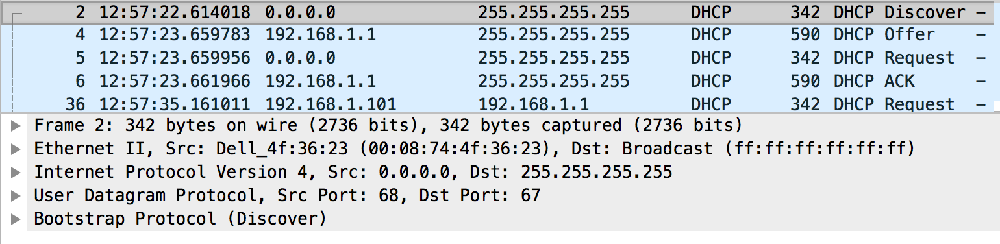 2 12:57:22.614018 0.0.0.0 255.255.255.255 DHCP 342 DHCP Discover –
4 12:57:23.659783 192.168.1.1 255.255.255.255 DHCP 590 DHCP Offer –
5 12:57:23.659956 0.0.0.0 255.255.255.255 DHCP 342 DHCP Request –
6 12:57:23.661966 192.168.1.1 255.255.255.255 DHCP 590 DHCP ACK –
36 12:57:35.161011 192.168.1.101 192.168.1.1 DHCP 342 DHCP Request –
Frame 2: 342 bytes on wire (2736 bits), 342 bytes captured (2736 bits)
Ethernet II, Src: Dell_4f:36:23 (00:08:74:4f:36:23), Dst: Broadcast (ff:ff:ff:ff:ff:ff)
Internet Protocol Version 4, Src: 0.0.0.0, Dst: 255.255.255.255
User Datagram Protocol, Src Port: 68, Dst Port: 67
Bootstrap Protocol (Discover)